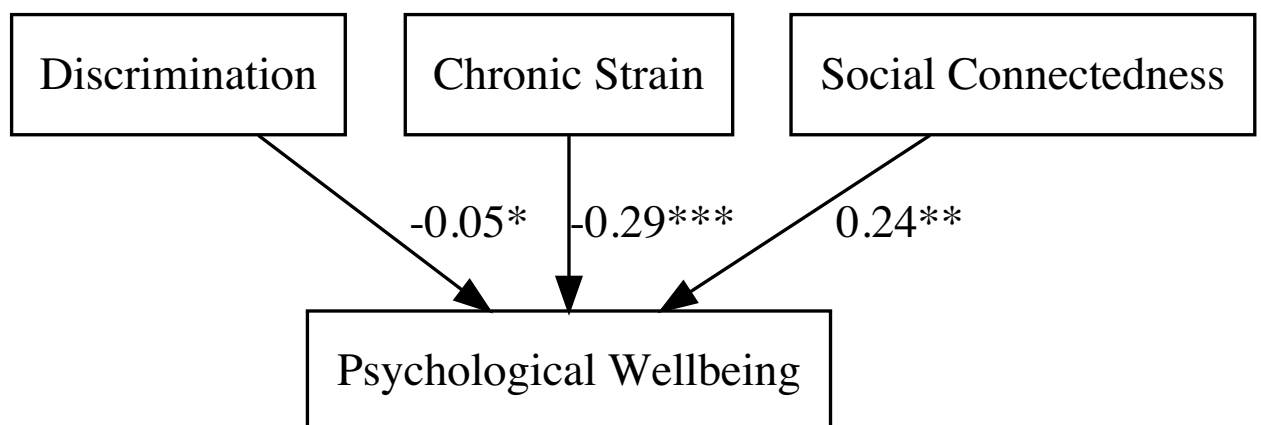 Discrimination
Chronic Strain
Social Connectedness
-0.05*
-0.29***
0.24**
Psychological Wellbeing